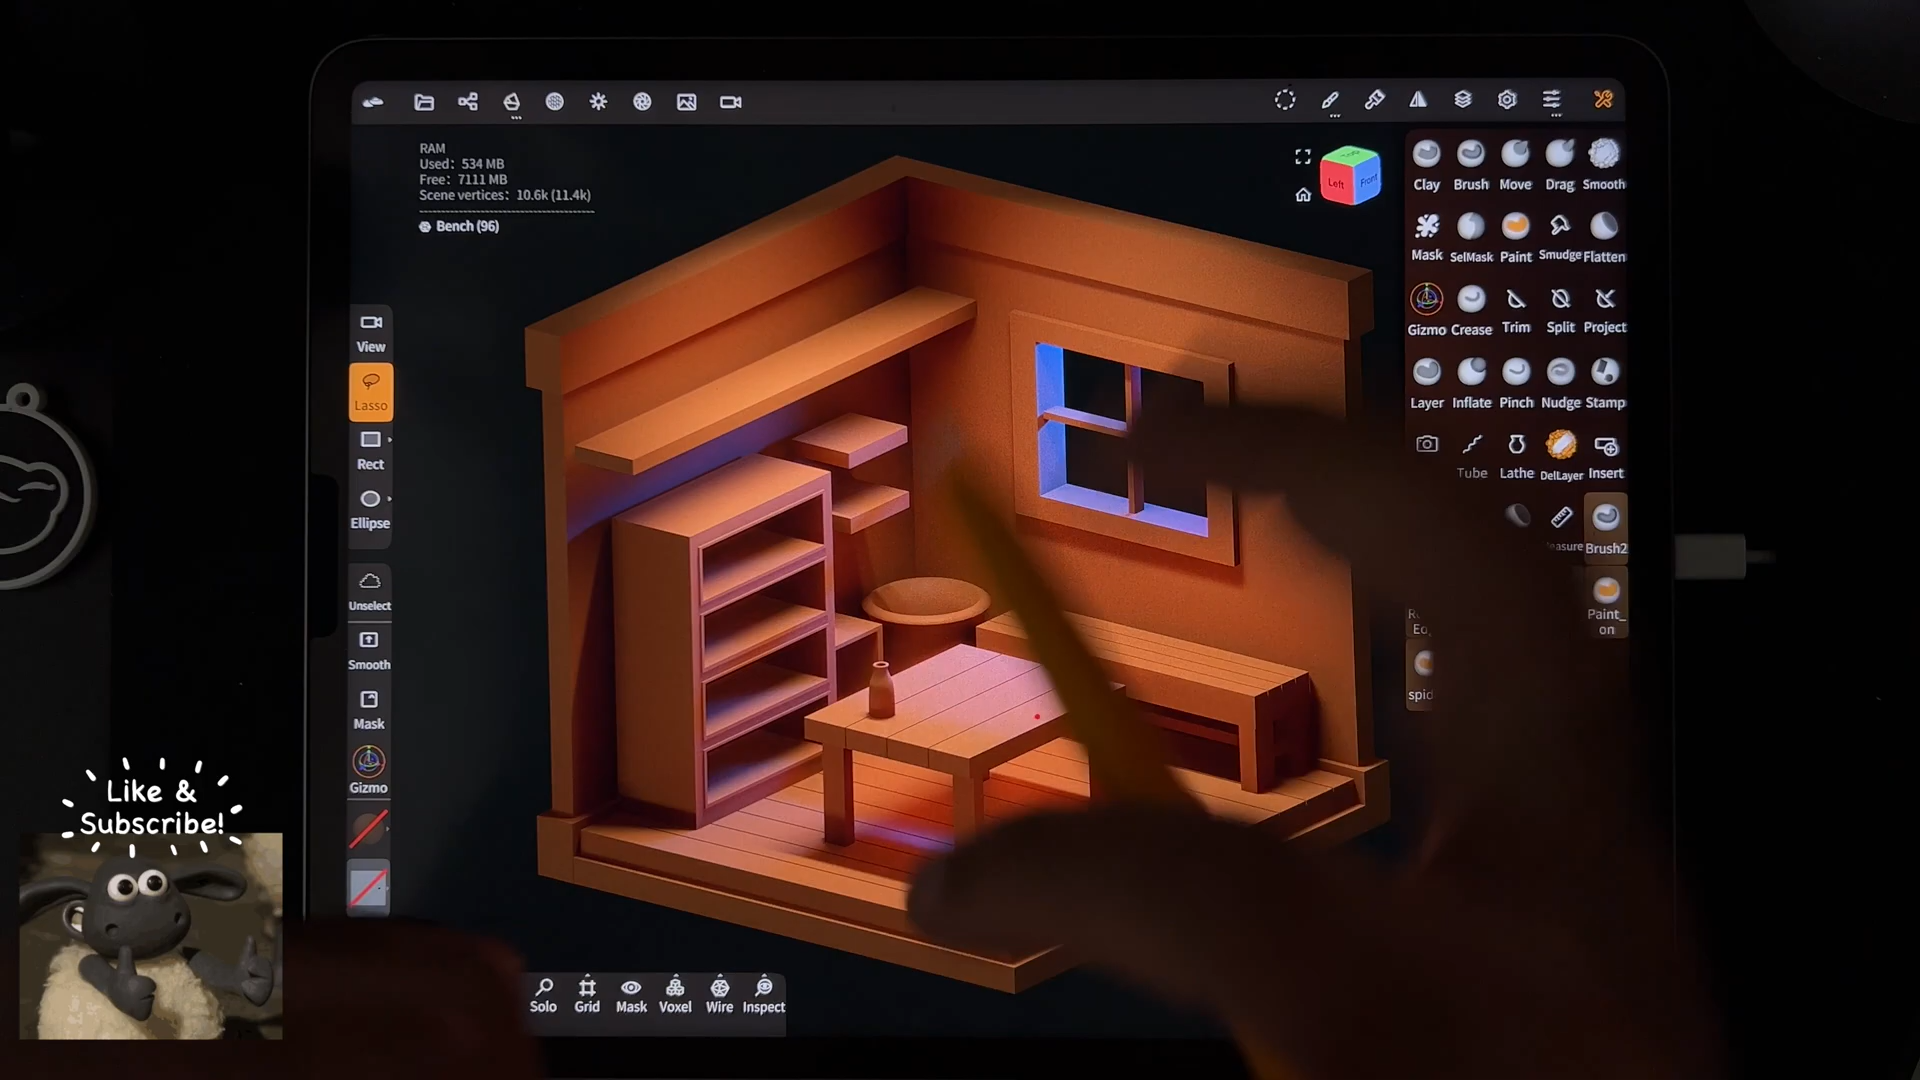 RAM
Used: 534 MB
Free: 7111 MB
Scene vertices: 10.6k (11.4k)
Bench (96)
Top
Left Front
Clay Brush Move Drag Smooth
Mask SelMask Paint Smudge Flatten
Gizmo Crease Trim Split Project
Layer Inflate Pinch Nudge Stamp
Tube Lathe DelLayer Insert
Brush2
Paint_
on
View
Lasso
Rect
Ellipse
Unselect
Smooth
Mask
Gizmo
Solo Grid Mask Voxel Wire Inspect
Like &
Subscribe!